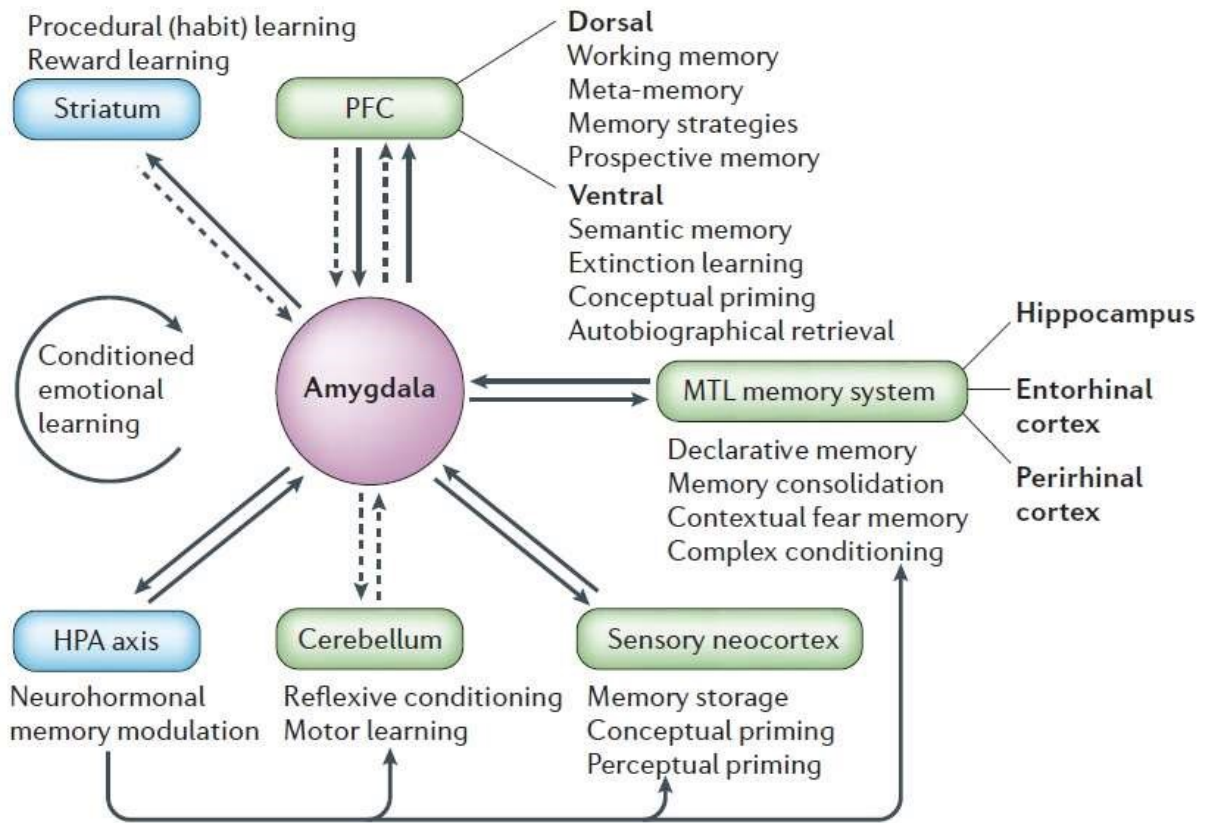 Procedural (habit) learning
Reward learning
Striatum
PFC
Dorsal
Working memory
Meta-memory
Memory strategies
Prospective memory
Ventral
Semantic memory
Extinction learning
Conceptual priming
Autobiographical retrieval
Conditioned
emotional
learning
Amygdala
MTL memory system
Hippocampus
Entorhinal
cortex
Perirhinal
cortex
Declarative memory
Memory consolidation
Contextual fear memory
Complex conditioning
HPA axis
Neurohormonal
memory modulation
Cerebellum
Reflexive conditioning
Motor learning
Sensory neocortex
Memory storage
Conceptual priming
Perceptual priming